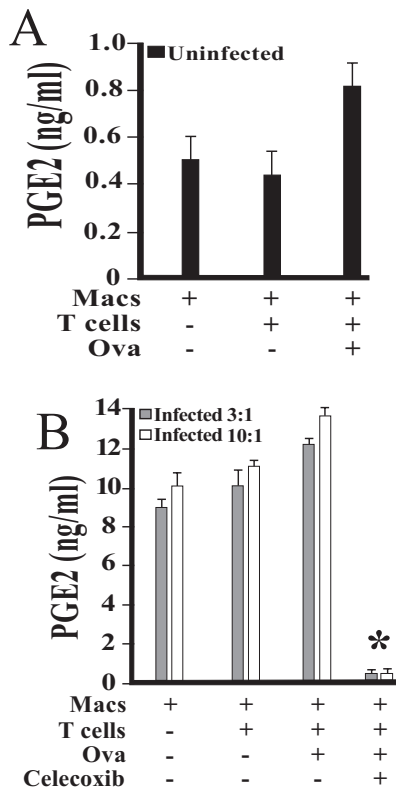 A
PGE2 (ng/ml)
1.0
0.8
0.6
0.4
0.2
0
Uninfected
Macs + + +
T cells - + +
Ova - - +
B
PGE2 (ng/ml)
14
12
10
8
6
4
2
0
Infected 3:1
Infected 10:1
*
Macs + + + +
T cells - + + +
Ova - - + +
Celecoxib - - - +